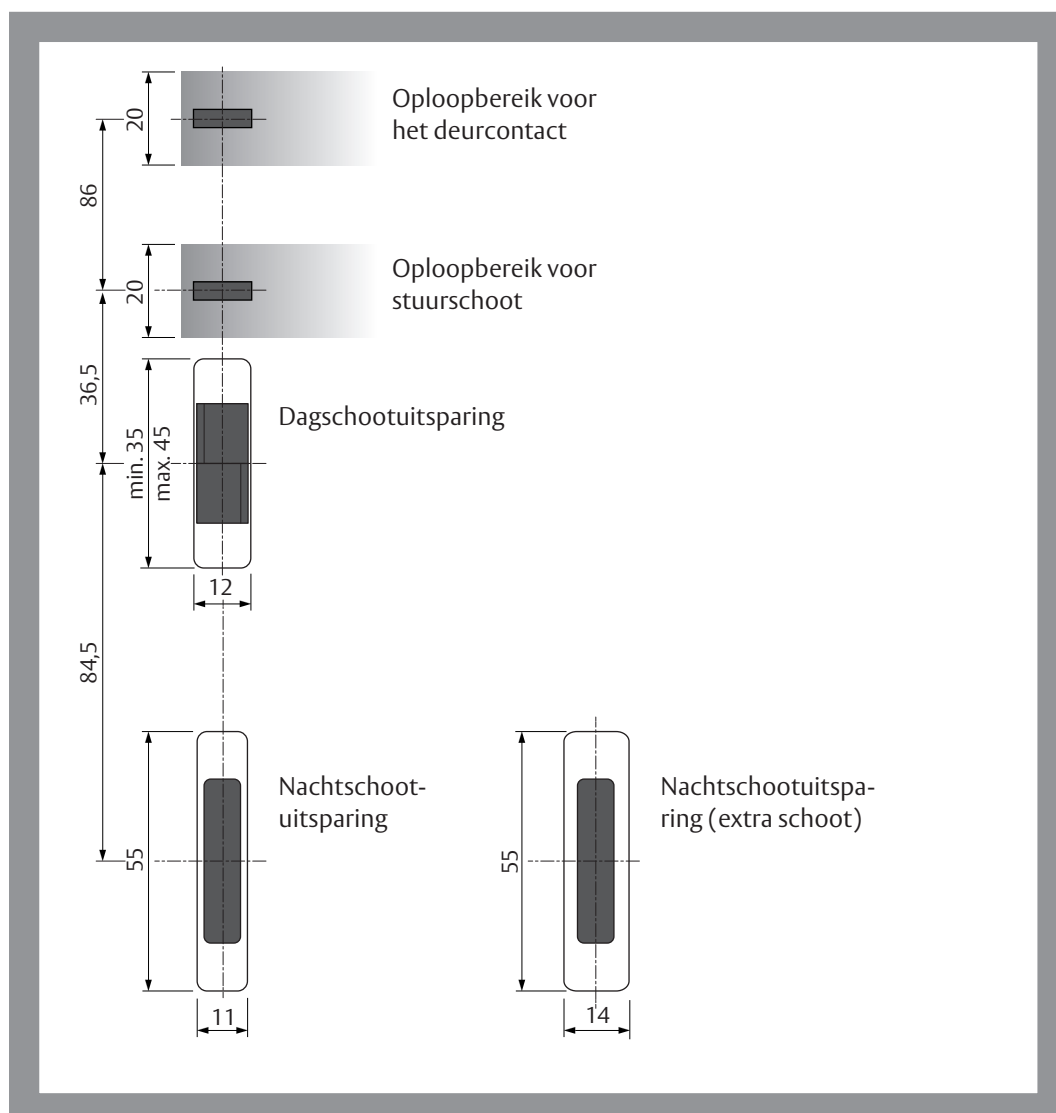 20
Oploopbereik voor
het deurcontact
86
20
Oploopbereik voor
stuurschoot
36,5
min. 35
max. 45
Dagschootuitsparing
12
84,5
55
Nachtschoot-
uitsparing
11
55
Nachtschootuitspa-
ring (extra schoot)
14